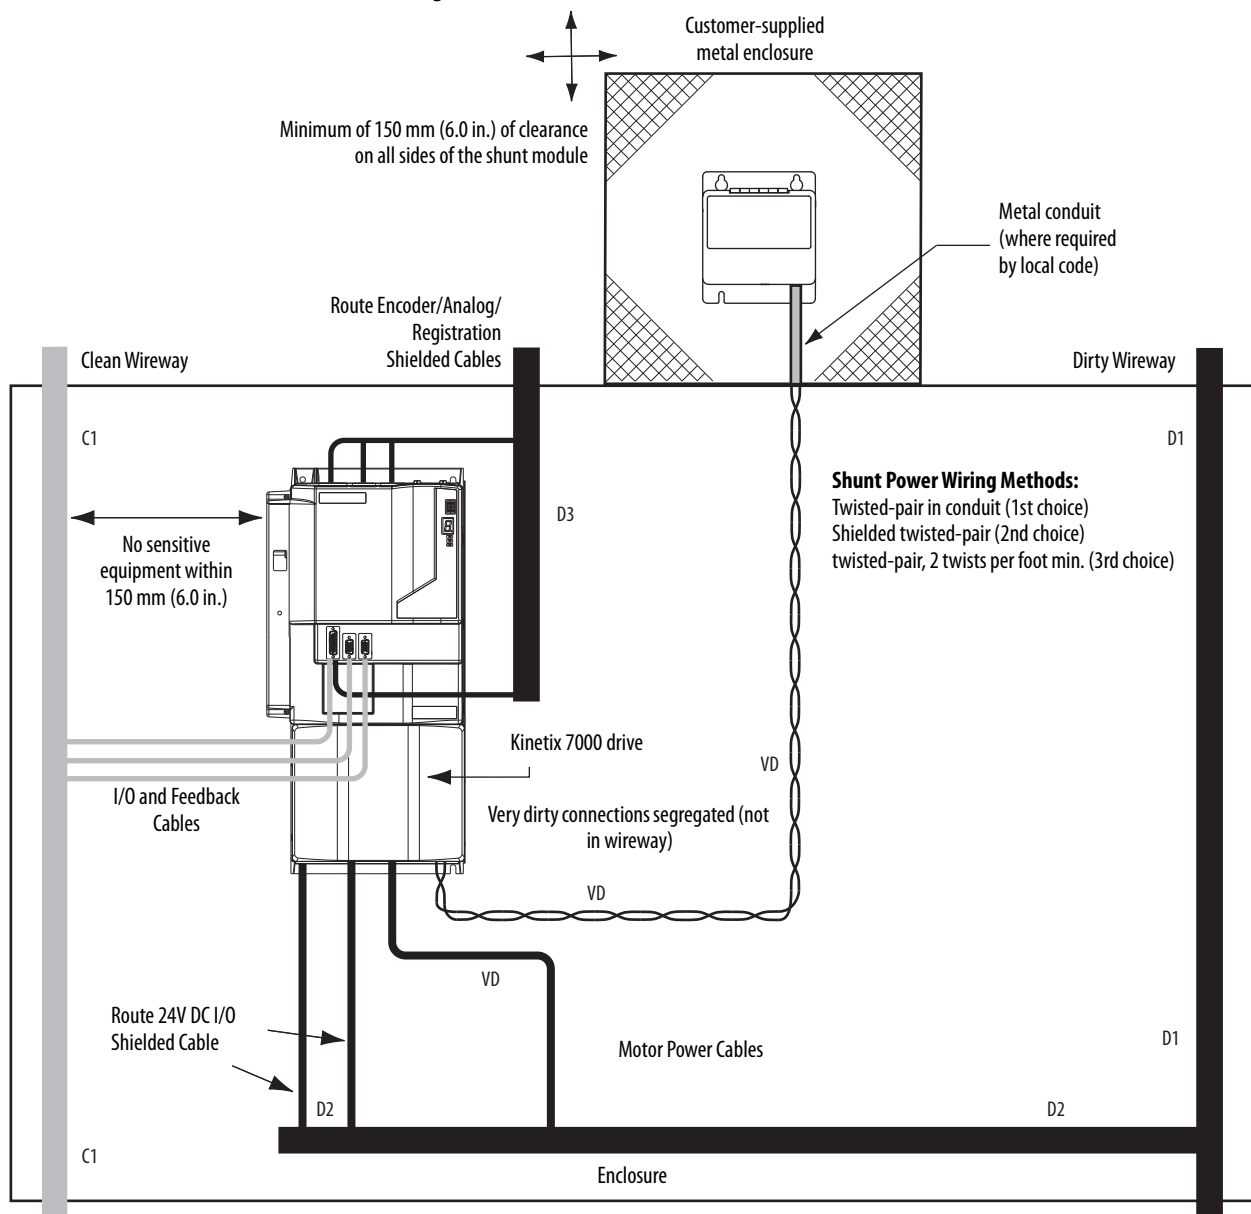 Customer-supplied
metal enclosure
Minimum of 150 mm (6.0 in.) of clearance
on all sides of the shunt module
Metal conduit
(where required
by local code)
Route Encoder/Analog/
Registration
Shielded Cables
Clean Wireway
Dirty Wireway
C1
D1
Shunt Power Wiring Methods:
Twisted-pair in conduit (1st choice)
Shielded twisted-pair (2nd choice)
twisted-pair, 2 twists per foot min. (3rd choice)
D3
No sensitive
equipment within
150 mm (6.0 in.)
Kinetix 7000 drive
VD
I/O and Feedback
Cables
Very dirty connections segregated (not
in wireway)
VD
VD
Route 24V DC I/O
Shielded Cable
Motor Power Cables
D1
D2
D2
C1
Enclosure